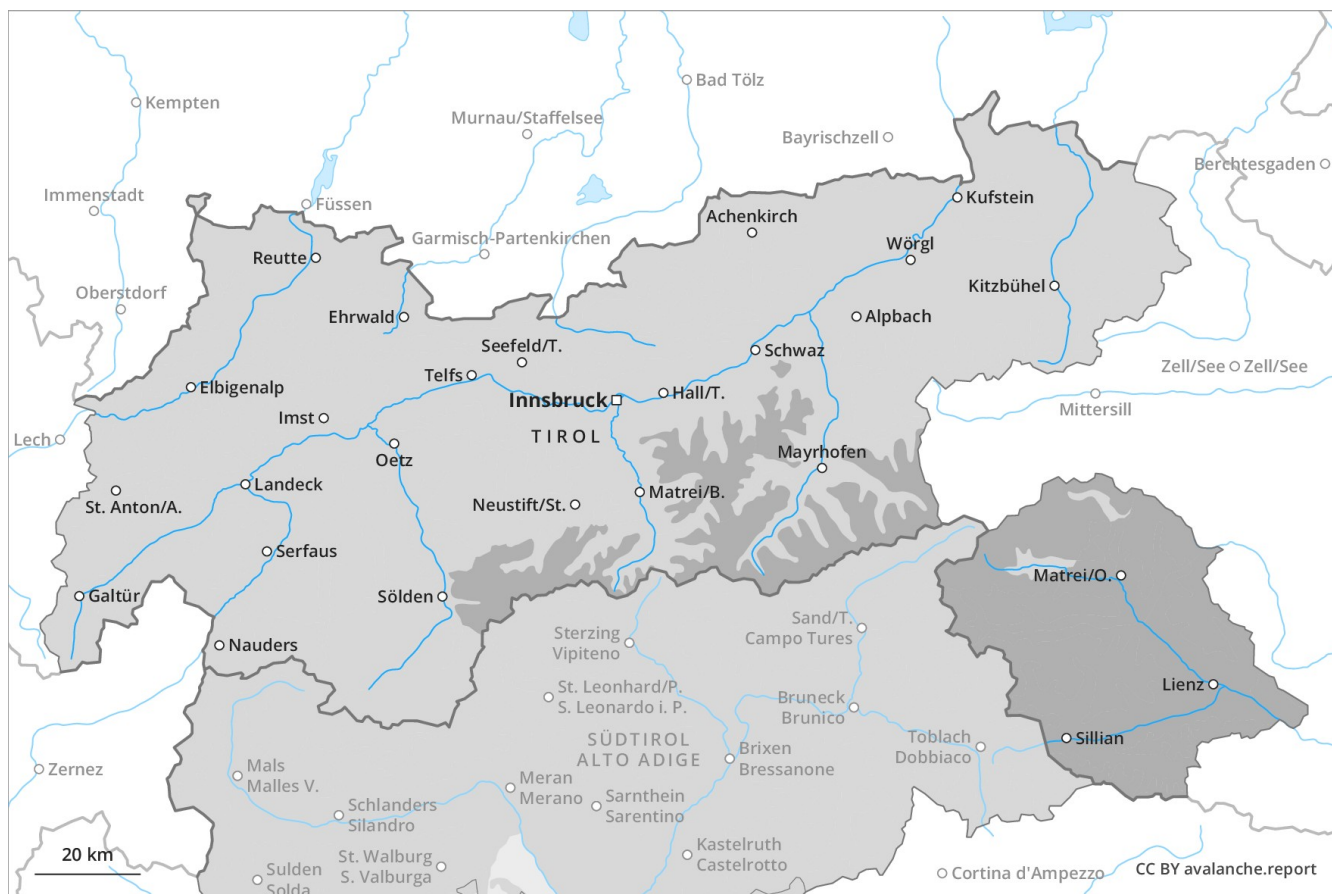 Kempten
Bad Tölz
Murnau/Staffelsee
Bayrischzell
Berchtesgaden
Immenstadt
Füssen
Kufstein
Achenkirch
Garmisch-Partenkirchen
Wörgl
Reutte
Oberstdorf
Kitzbühel
Ehrwald
Alpbach
Seefeld/T.
Schwaz
Telfs
Zell/See
Zell/See
Elbigenalp
Hall/T.
Innsbruck
Mittersill
Imst
Lech
TIROL
Oetz
Mayrhofen
Landeck
St. Anton/A.
Matrei/B.
Neustift/St.
Serfaus
Matrei/O.
Galtür
Sölden
Sand/T.
Campo Tures
Sterzing
Vipiteno
Nauders
Lienz
St. Leonhard/P.
S. Leonardo i. P.
Bruneck
Brunico
SÜDTIROL
ALTO ADIGE
Toblach
Dobbiaco
Sillian
Brixen
Bressanone
Zernez
Mals
Malles V.
Meran
Merano
Sarnthein
Sarentino
Schlanders
Silandro
Kastelruth
Castelrotto
20 km
St. Walburg
S. Valburga
Sulden
Solda
Cortina d'Ampezzo
CC BY avalanche.report